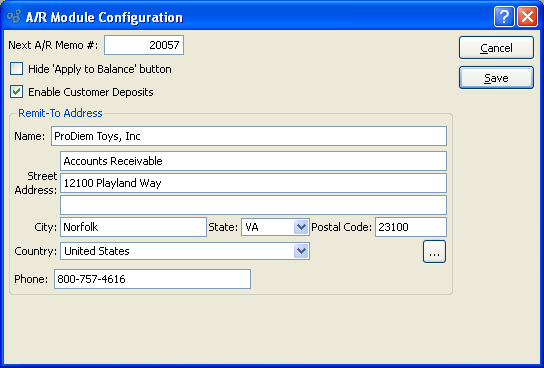 A/R Module Configuration
Next A/R Memo #: 20057
Cancel
Hide 'Apply to Balance' button
Save
Enable Customer Deposits
Remit-To Address
Name: ProDiem Toys, Inc
Accounts Receivable
Street Address: 12100 Playland Way
City: Norfolk State: VA Postal Code: 23100
Country: United States ...
Phone: 800-757-4616